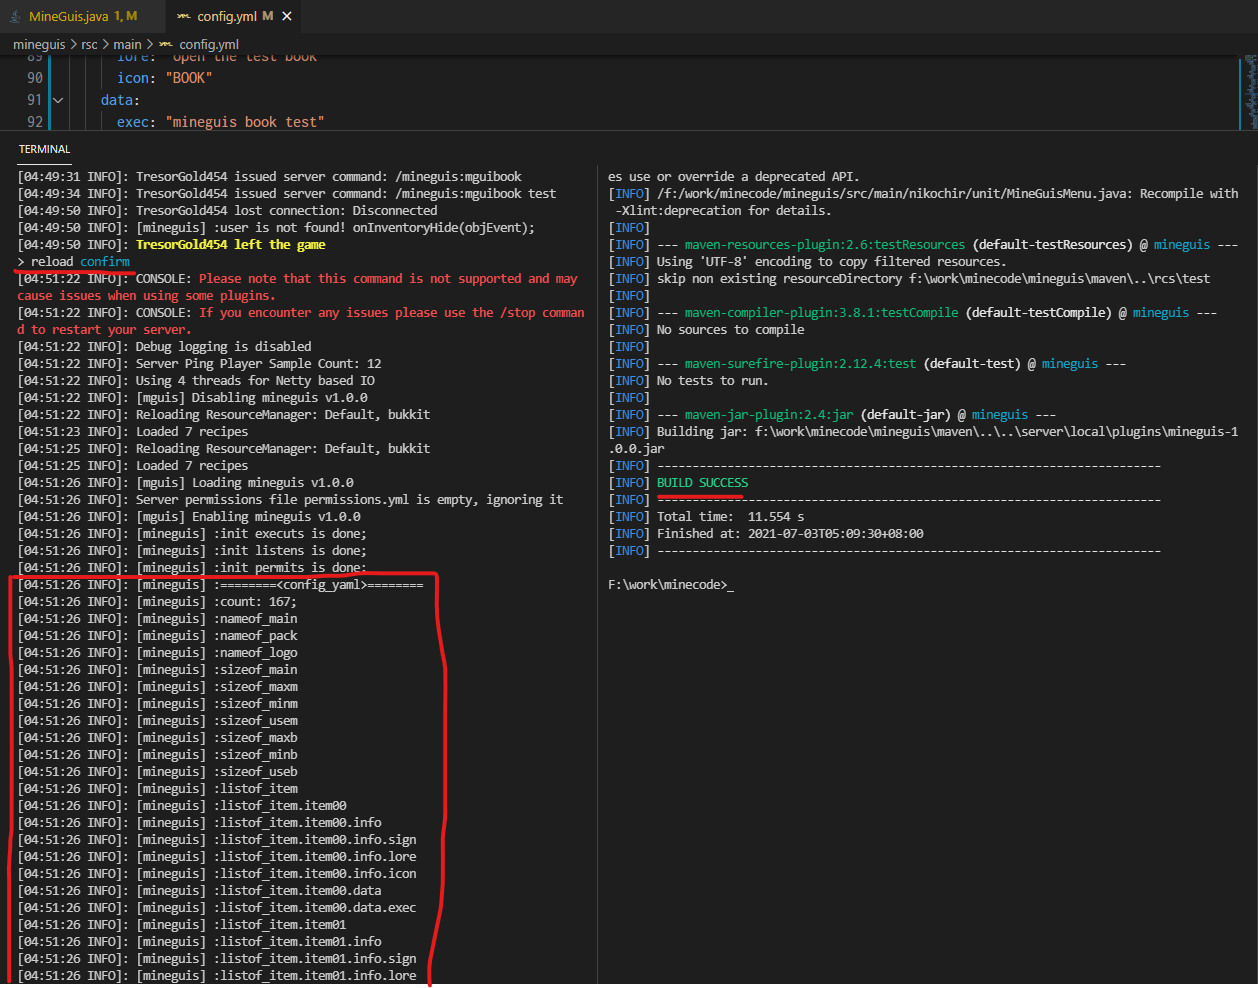 MineGuis.java 1, M
config.yml M
mineguis > rsc > main > config.yml
89 lore: "open the test book"
90 icon: "BOOK"
91 data:
92 exec: "mineguis book test"
TERMINAL
[04:49:31 INFO]: TresorGold454 issued server command: /mineguis:mguibook
[04:49:34 INFO]: TresorGold454 issued server command: /mineguis:mguibook test
[04:49:50 INFO]: TresorGold454 lost connection: Disconnected
[04:49:50 INFO]: [mineguis] :user is not found! onInventoryHide(objEvent);
[04:49:50 INFO]: TresorGold454 left the game
> reload confirm
[04:51:22 INFO]: CONSOLE: Please note that this command is not supported and may
cause issues when using some plugins.
[04:51:22 INFO]: CONSOLE: If you encounter any issues please use the /stop comman
d to restart your server.
[04:51:22 INFO]: Debug logging is disabled
[04:51:22 INFO]: Server Ping Player Sample Count: 12
[04:51:22 INFO]: Using 4 threads for Netty based IO
[04:51:22 INFO]: [mguis] Disabling mineguis v1.0.0
[04:51:22 INFO]: Reloading ResourceManager: Default, bukkit
[04:51:23 INFO]: Loaded 7 recipes
[04:51:25 INFO]: Reloading ResourceManager: Default, bukkit
[04:51:25 INFO]: Loaded 7 recipes
[04:51:26 INFO]: [mguis] Loading mineguis v1.0.0
[04:51:26 INFO]: Server permissions file permissions.yml is empty, ignoring it
[04:51:26 INFO]: [mguis] Enabling mineguis v1.0.0
[04:51:26 INFO]: [mineguis] :init executs is done;
[04:51:26 INFO]: [mineguis] :init listens is done;
[04:51:26 INFO]: [mineguis] :init permits is done;
[04:51:26 INFO]: [mineguis] :========<config_yaml>========
[04:51:26 INFO]: [mineguis] :count: 167;
[04:51:26 INFO]: [mineguis] :nameof_main
[04:51:26 INFO]: [mineguis] :nameof_pack
[04:51:26 INFO]: [mineguis] :nameof_logo
[04:51:26 INFO]: [mineguis] :sizeof_main
[04:51:26 INFO]: [mineguis] :sizeof_maxm
[04:51:26 INFO]: [mineguis] :sizeof_minm
[04:51:26 INFO]: [mineguis] :sizeof_usem
[04:51:26 INFO]: [mineguis] :sizeof_maxb
[04:51:26 INFO]: [mineguis] :sizeof_minb
[04:51:26 INFO]: [mineguis] :sizeof_useb
[04:51:26 INFO]: [mineguis] :listof_item
[04:51:26 INFO]: [mineguis] :listof_item.item00
[04:51:26 INFO]: [mineguis] :listof_item.item00.info
[04:51:26 INFO]: [mineguis] :listof_item.item00.info.sign
[04:51:26 INFO]: [mineguis] :listof_item.item00.info.lore
[04:51:26 INFO]: [mineguis] :listof_item.item00.info.icon
[04:51:26 INFO]: [mineguis] :listof_item.item00.data
[04:51:26 INFO]: [mineguis] :listof_item.item00.data.exec
[04:51:26 INFO]: [mineguis] :listof_item.item01
[04:51:26 INFO]: [mineguis] :listof_item.item01.info
[04:51:26 INFO]: [mineguis] :listof_item.item01.info.sign
[04:51:26 INFO]: [mineguis] :listof_item.item01.info.lore
es use or override a deprecated API.
[INFO] /f:/work/minecode/mineguis/src/main/nikochir/unit/MineGuisMenu.java: Recompile with
-Xlint:deprecation for details.
[INFO]
[INFO] --- maven-resources-plugin:2.6:testResources (default-testResources) @ mineguis ---
[INFO] Using 'UTF-8' encoding to copy filtered resources.
[INFO] skip non existing resourceDirectory f:\work\minecode\mineguis\maven\..\rcs\test
[INFO]
[INFO] --- maven-compiler-plugin:3.8.1:testCompile (default-testCompile) @ mineguis ---
[INFO] No sources to compile
[INFO]
[INFO] --- maven-surefire-plugin:2.12.4:test (default-test) @ mineguis ---
[INFO] No tests to run.
[INFO]
[INFO] --- maven-jar-plugin:2.4:jar (default-jar) @ mineguis ---
[INFO] Building jar: f:\work\minecode\mineguis\maven\..\..\server\local\plugins\mineguis-1
.0.0.jar
[INFO] ------------------------------------------------------------------------
[INFO] BUILD SUCCESS
[INFO] ------------------------------------------------------------------------
[INFO] Total time:  11.554 s
[INFO] Finished at: 2021-07-03T05:09:30+08:00
[INFO] ------------------------------------------------------------------------
F:\work\minecode>_